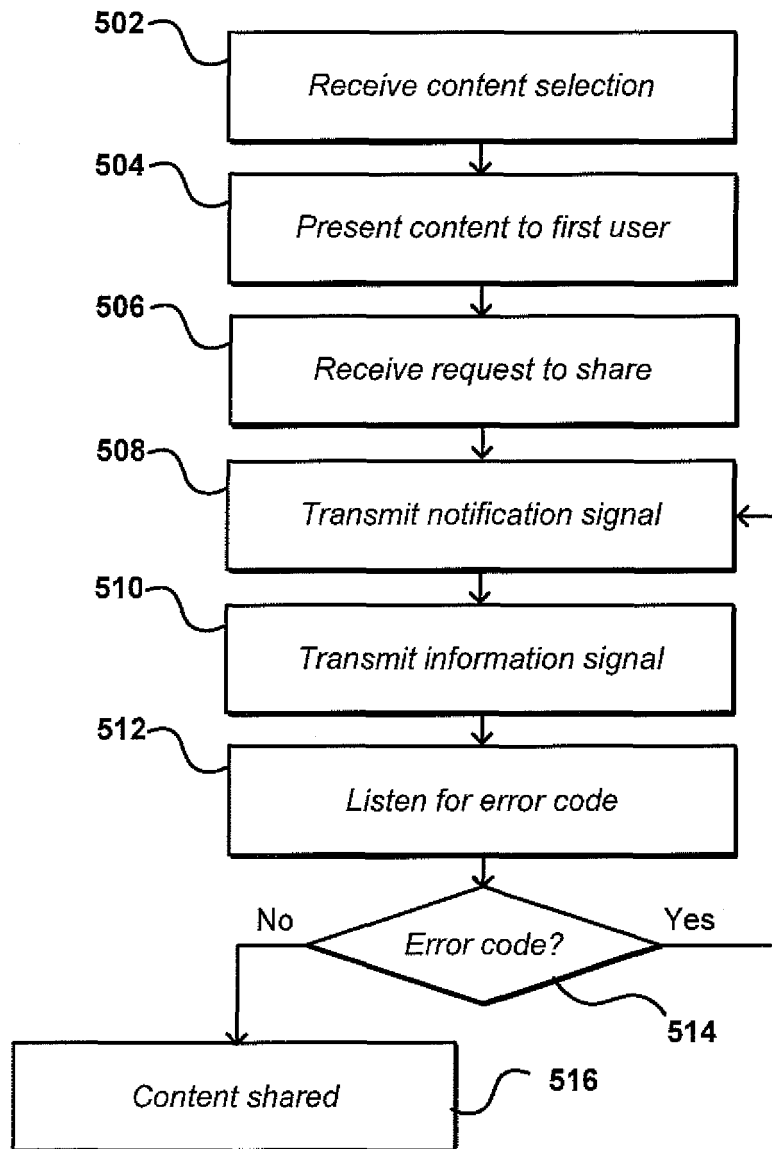 502
Receive content selection
504
Present content to first user
506
Receive request to share
508
Transmit notification signal
510
Transmit information signal
512
Listen for error code
No
Error code?
Yes
514
Content shared
516